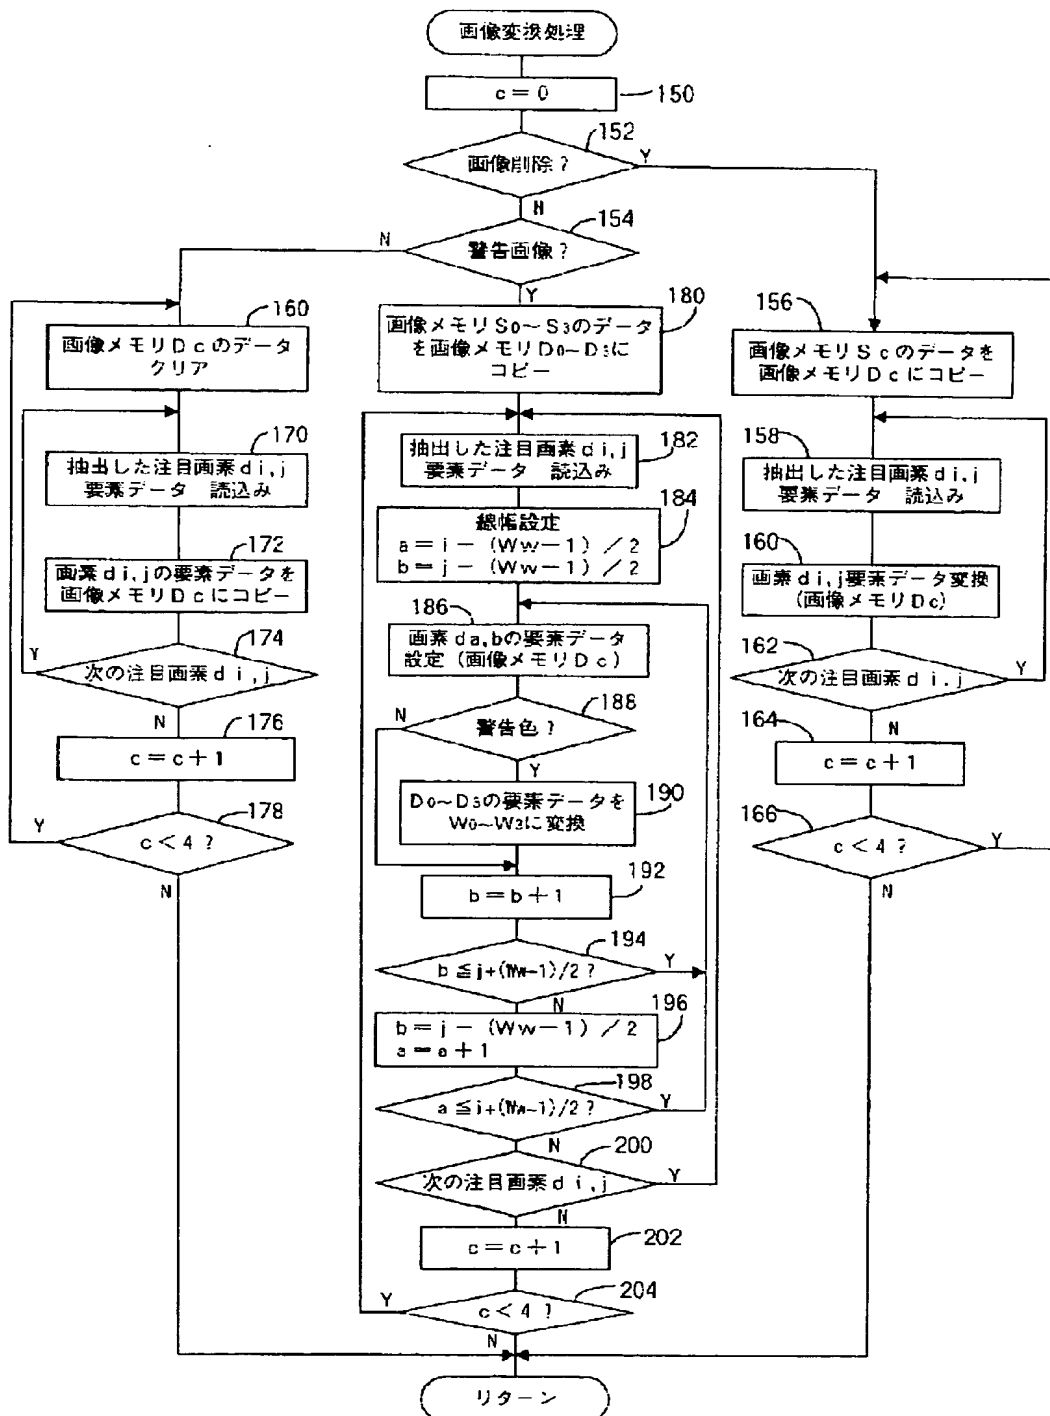 画像変換処理
c=0
150
152
画像削除?
Y
N
154
警告画像?
N
Y
160
画像メモリDcのデータ
クリア
170
抽出した注目画素di,j
要素データ 読込み
172
画素di,jの要素データを
画像メモリDcにコピー
174
Y
次の注目画素di,j
N
176
c=c+1
178
Y
c<4?
N
180
画像メモリS0~S3のデータ
を画像メモリD0~D3に
コピー
182
抽出した注目画素di,j
要素データ 読込み
184
線幅設定
a=i-(Ww-1)/2
b=j-(Ww-1)/2
186
画素da,bの要素データ
設定(画像メモリDc)
188
N
警告色?
Y
190
D0~D3の要素データを
W0~W3に変換
192
b=b+1
194
b≦j+(Ww-1)/2?
Y
N
196
b=j-(Ww-1)/2
a=a+1
198
a≦i+(Ww-1)/2?
Y
N
200
次の注目画素di,j
Y
N
c=c+1
202
204
Y
c<4?
N
156
画像メモリScのデータを
画像メモリDcにコピー
158
抽出した注目画素di,j
要素データ 読込み
160
画素di,j要素データ変換
(画像メモリDc)
162
次の注目画素di.j
Y
N
164
c=c+1
166
c<4?
Y
N
リターン